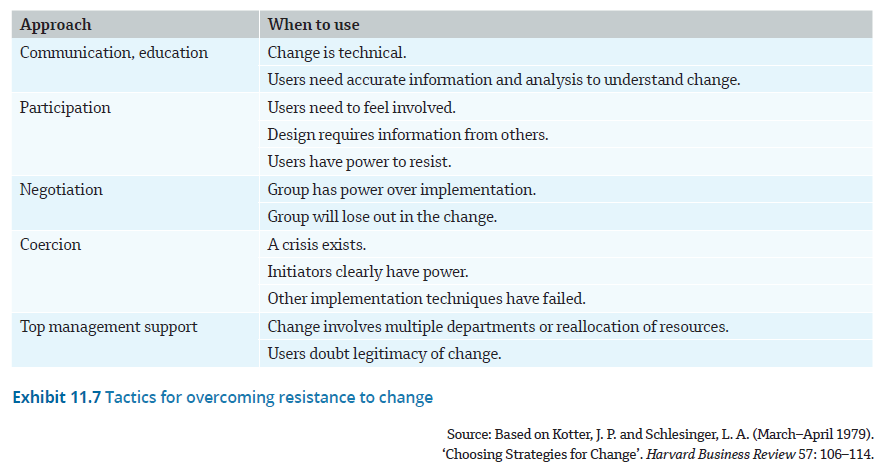 Approach When to use
Communication, education Change is technical.
Users need accurate information and analysis to understand change.
Participation Users need to feel involved.
Design requires information from others.
Users have power to resist.
Negotiation Group has power over implementation.
Group will lose out in the change.
Coercion A crisis exists.
Initiators clearly have power.
Other implementation techniques have failed.
Top management support Change involves multiple departments or reallocation of resources.
Users doubt legitimacy of change.
Exhibit 11.7 Tactics for overcoming resistance to change
Source: Based on Kotter, J. P. and Schlesinger, L. A. (March–April 1979).
‘Choosing Strategies for Change’. Harvard Business Review 57: 106–114.